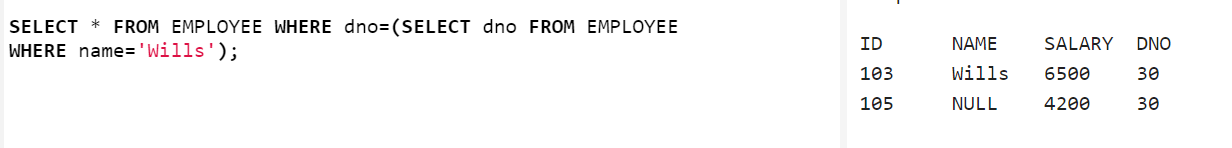 SELECT * FROM EMPLOYEE WHERE dno=(SELECT dno FROM EMPLOYEE
WHERE name='Wills');
ID NAME SALARY DNO
103 Wills 6500 30
105 NULL 4200 30